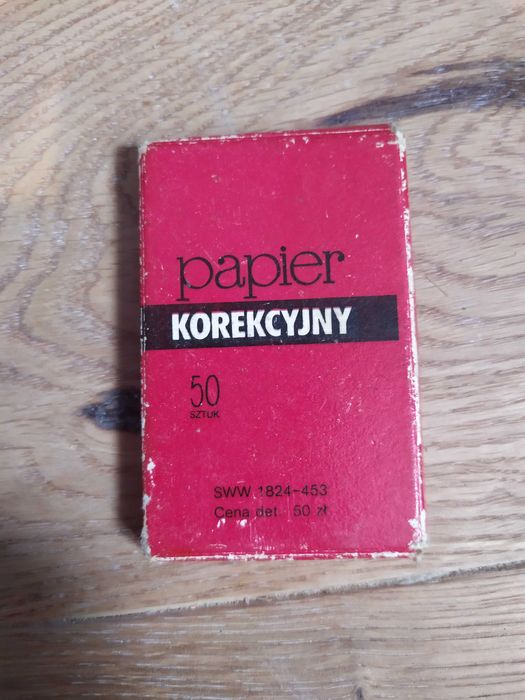 papier
KOREKCYJNY
50
SZTUK
SWW 1824-453
Cena det. 50 zł